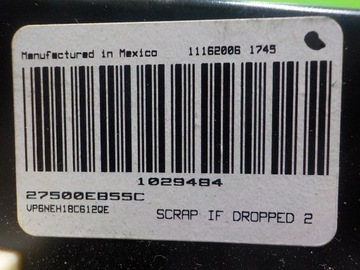 Manufactured in Mexico 11162006 1745
1029484
27500EB55C
VP6NEH18C612QE
SCRAP IF DROPPED 2